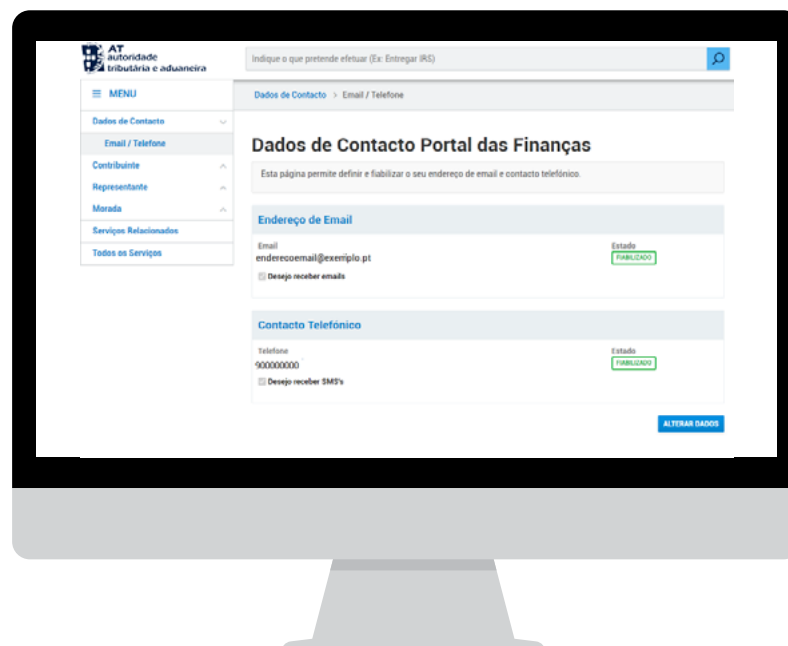 AT
autoridade
tributária e aduaneira
Indique o que pretende efetuar (Ex: Entregar IRS)
MENU
Dados de Contacto > Email / Telefone
Dados de Contacto
Email / Telefone
Contribuinte
Representante
Morada
Serviços Relacionados
Todos os Serviços
Dados de Contacto Portal das Finanças
Esta página permite definir e fiabilizar o seu endereço de email e contacto telefónico.
Endereço de Email
Email Estado
enderecoemail@exemplo.pt FIABILIZADO
Desejo receber emails
Contacto Telefónico
Telefone Estado
900000000 FIABILIZADO
Desejo receber SMS's
ALTERAR DADOS